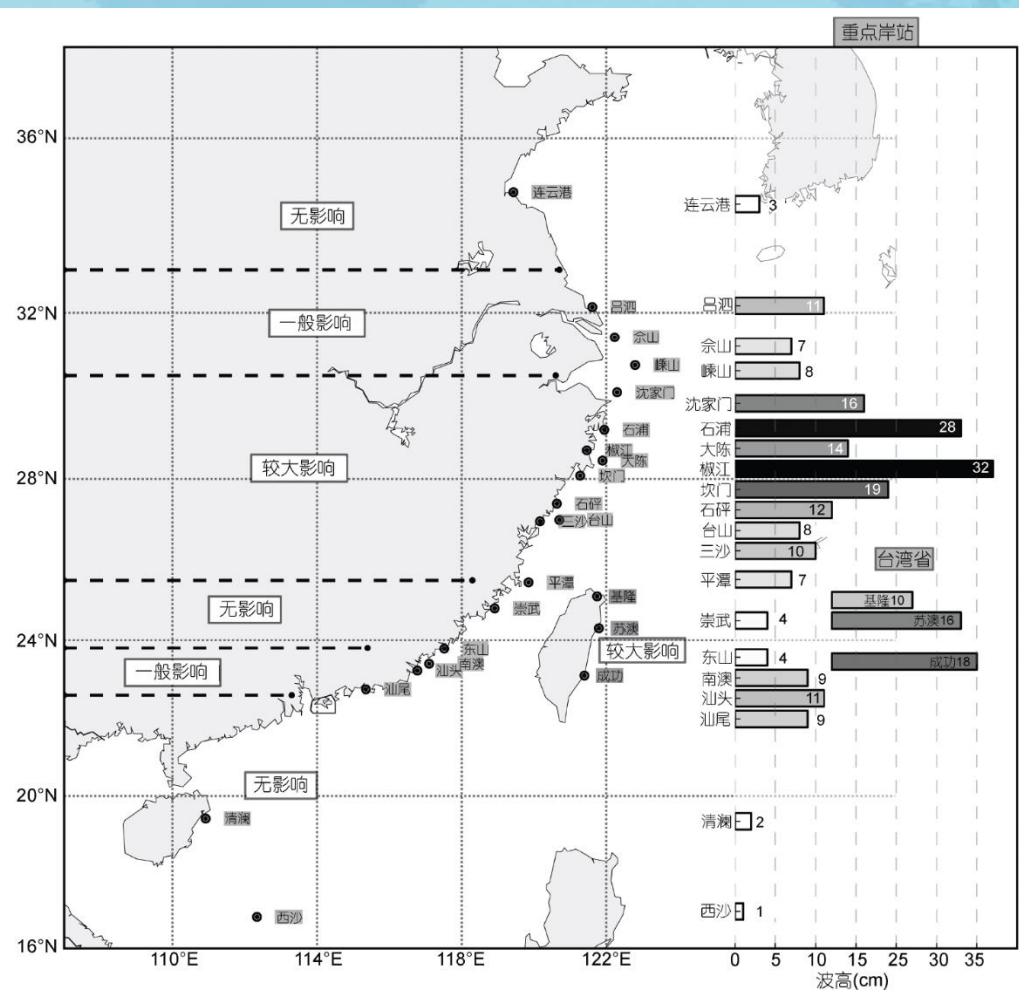 重点岸站
36°N
连云港
连云港 3
无影响
吕泗
吕泗 11
32°N
一般影响
佘山
佘山 7
嵊山
嵊山 8
沈家门
沈家门 16
石浦
石浦 28
椒江
大陈
大陈 14
较大影响
椒江 32
28°N
坎门
坎门 19
石砰
石砰 12
三沙 台山
台山 8
三沙 10
台湾省
平潭
平潭 7
基隆
基隆10
无影响
崇武
崇武 4
苏澳
苏澳16
24°N
东山
较大影响
东山 4
成功18
一般影响
南澳
汕头
成功
南澳 9
汕尾
汕头 11
汕尾 9
无影响
20°N
清澜
清澜 2
西沙
西沙 1
16°N
110°E 114°E 118°E 122°E
0 5 10 15 25 30 35
波高(cm)